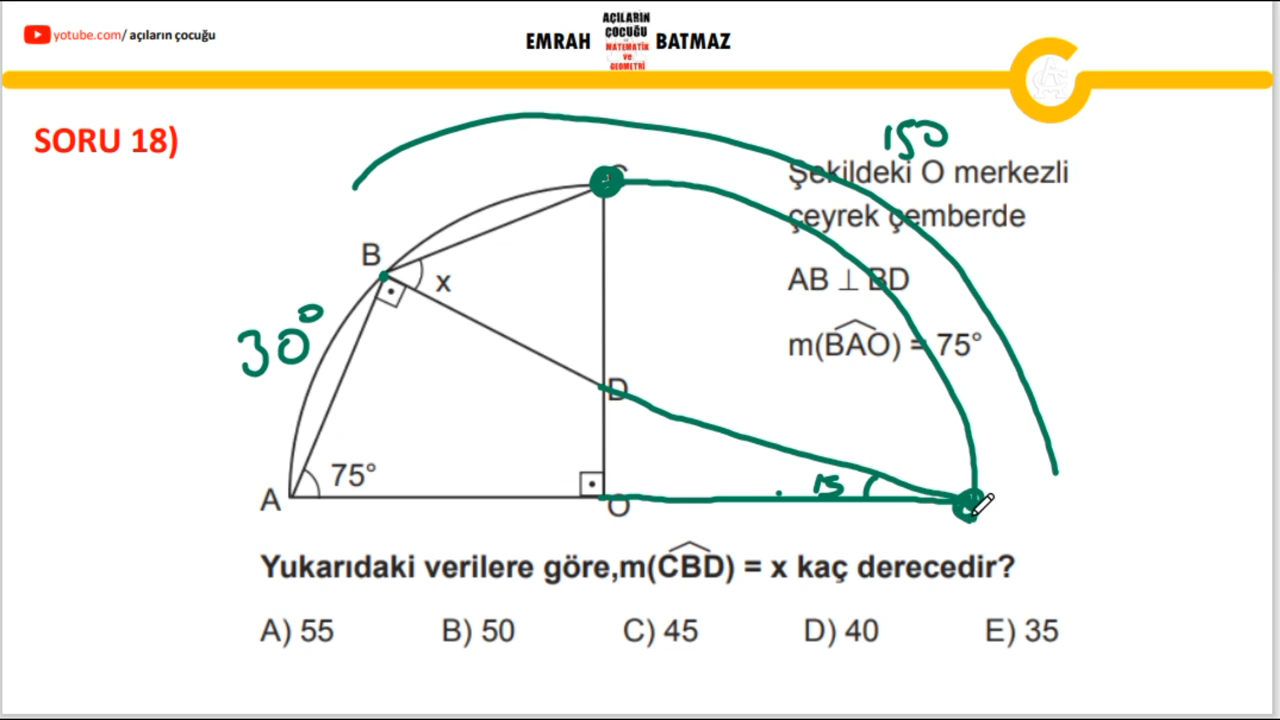 yotube.com/ açıların çocuğu
EMRAH
AÇILARIN
ÇOCUĞU
MATEMATİK
ve
GEOMETRİ
BATMAZ
SORU 18)
150
Şekildeki O merkezli
çeyrek çemberde
AB ⊥ BD
m(BAO) = 75°
C
B
x
30°
D
75°
15
A
O
Yukarıdaki verilere göre,m(CBD) = x kaç derecedir?
A) 55 B) 50 C) 45 D) 40 E) 35